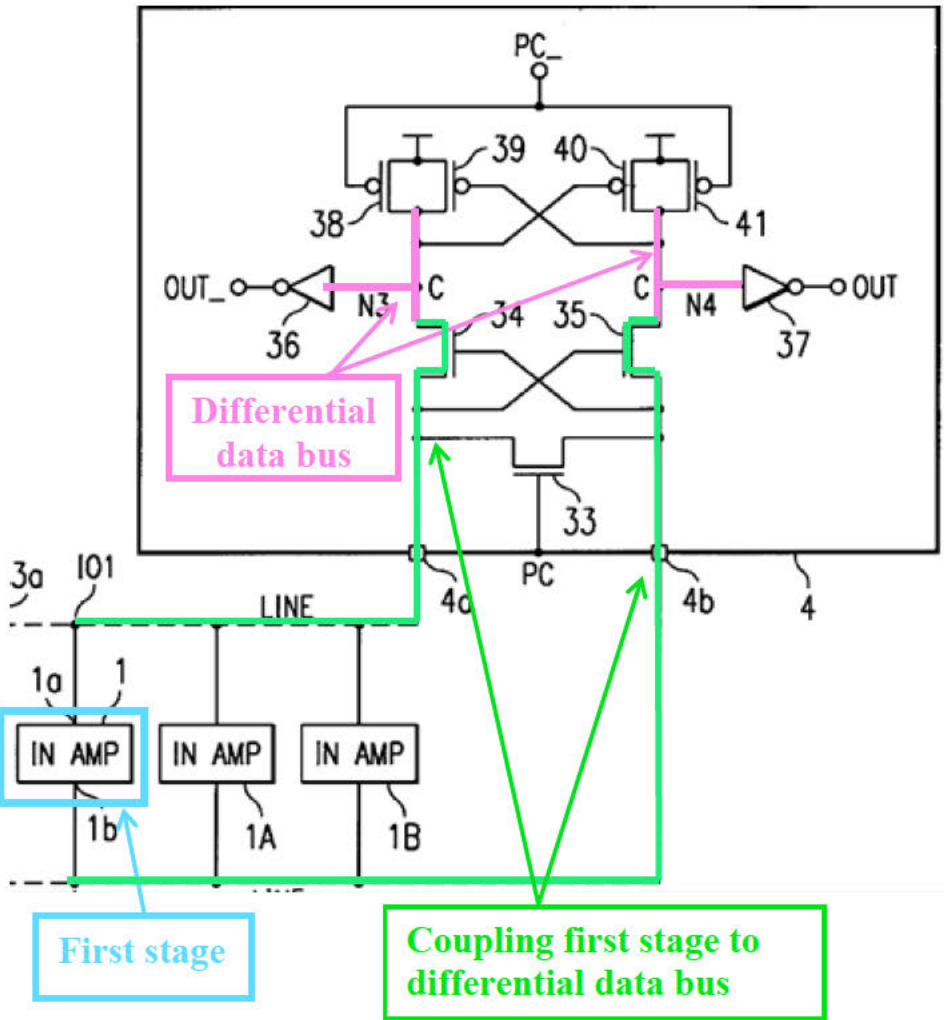 PC_
39
40
38
41
OUT_
C
C
OUT
N3
34
35
N4
36
37
Differential
data bus
33
PC
3a
101
LINE
4a
4b
4
1a
1
IN AMP
IN AMP
IN AMP
1b
1A
1B
First stage
Coupling first stage to
differential data bus